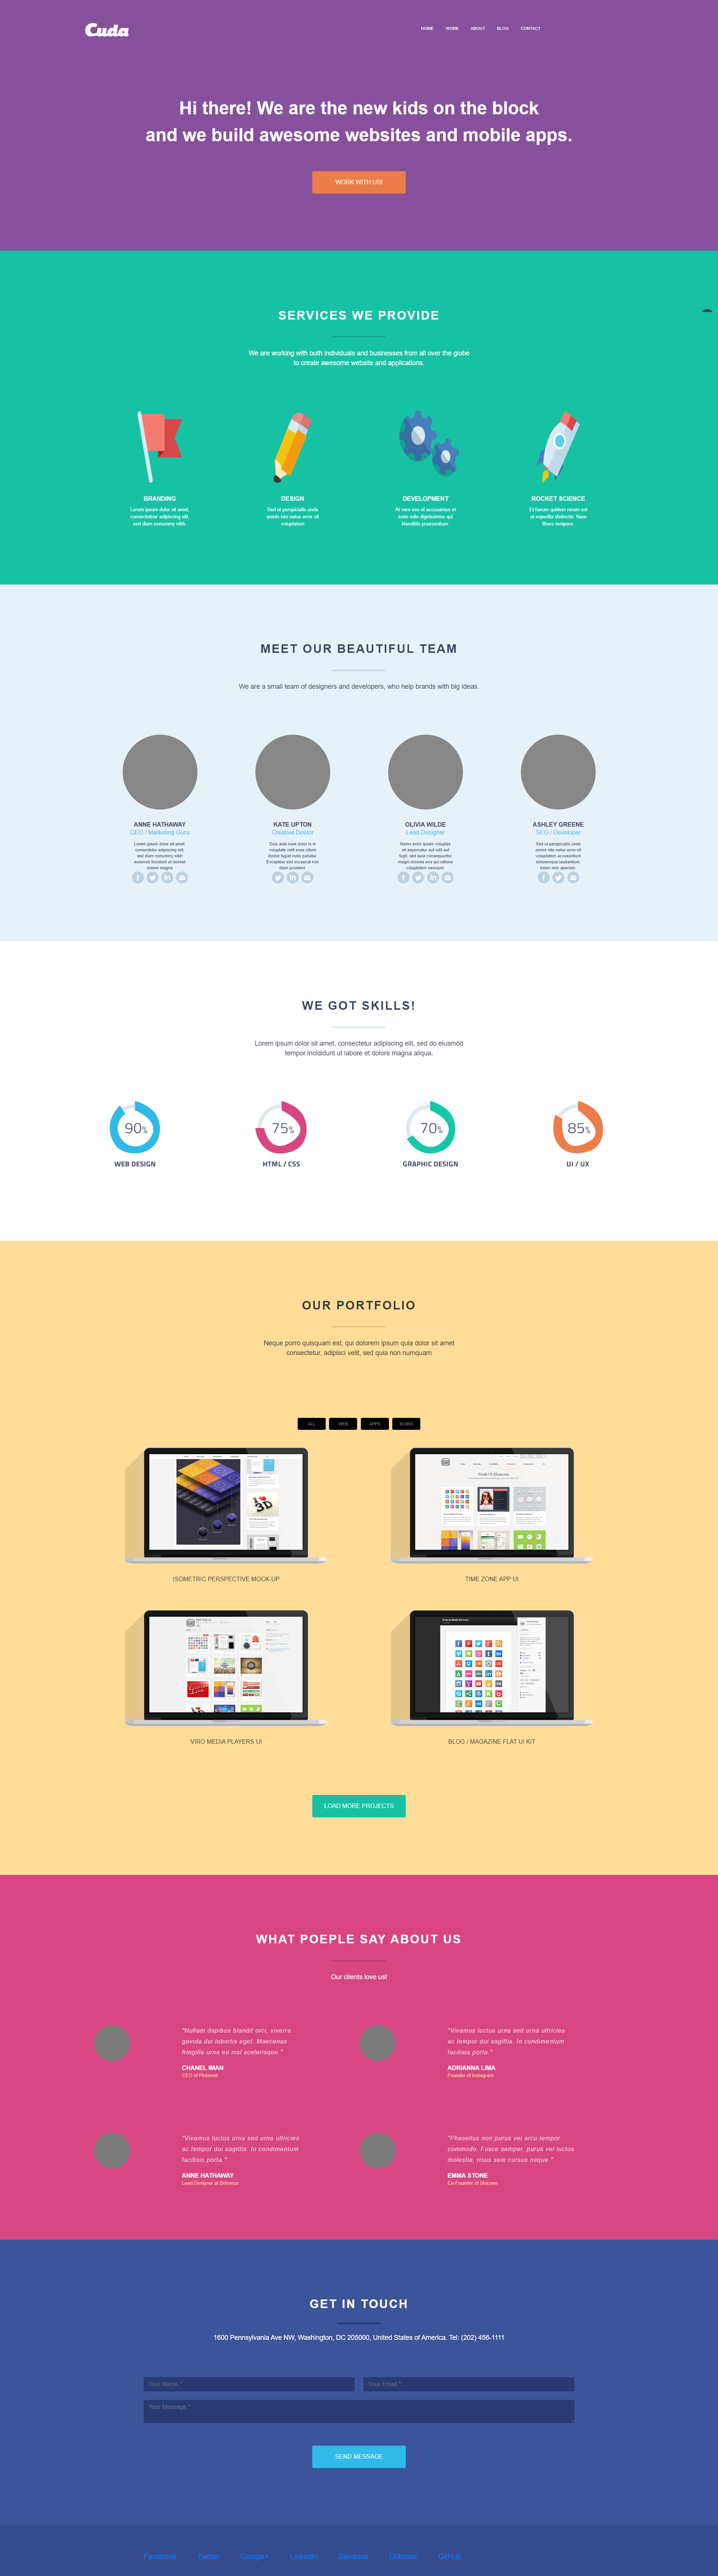 Cuda
HOME WORK ABOUT BLOG CONTACT
Hi there! We are the new kids on the block
and we build awesome websites and mobile apps.
WORK WITH US!
SERVICES WE PROVIDE
We are working with both individuals and businesses from all over the globe
to create awesome website and applications.
BRANDING
Lorem ipsum dolor sit amet,
consectetuer adipiscing elit,
sed diam nonummy nibh.
DESIGN
Sed ut perspiciatis unde
omnis iste natus error sit
voluptatem
DEVELOPMENT
At vero eos et accusamus et
iusto odio dignissimos qui
blanditiis praesentium.
ROCKET SCIENCE
Et harum quidem rerum est
et expedita distinctio. Nam
libero tempore.
MEET OUR BEAUTIFUL TEAM
We are a small team of designers and developers, who help brands with big ideas.
ANNE HATHAWAY
CEO / Marketing Guru
Lorem ipsum dolor sit amet,
consectetur adipiscing elit.
sed diam nonummy nibh
euismod tincidunt ut laoreet
dolore magna
KATE UPTON
Creative Diretor
Duis aute irure dolor in in
voluptate velit esse cillum
dolore fugiat nulla pariatur.
Excepteur sint occaecat non
diam proident
OLIVIA WILDE
Lead Designer
Nemo enim ipsam voluptas
sit aspernatur aut odit aut
fugit, sed quia consequuntur
magni dolores eos qui ratione
voluptatem nesciunt
ASHLEY GREENE
SEO / Developer
Sed ut perspiciatis unde
omnis iste natus error sit
voluptatem accusantium
doloremque laudantium,
totam rem aperiam.
WE GOT SKILLS!
Lorem ipsum dolor sit amet, consectetur adipiscing elit, sed do eiusmod
tempor incididunt ut labore et dolore magna aliqua.
90%
WEB DESIGN
75%
HTML / CSS
70%
GRAPHIC DESIGN
85%
UI / UX
OUR PORTFOLIO
Neque porro quisquam est, qui dolorem ipsum quia dolor sit amet
consectetur, adipisci velit, sed quia non numquam
ALL WEB APPS ICONS
ISOMETRIC PERSPECTIVE MOCK-UP
TIME ZONE APP UI
VIRO MEDIA PLAYERS UI
BLOG / MAGAZINE FLAT UI KIT
LOAD MORE PROJECTS
WHAT POEPLE SAY ABOUT US
Our clients love us!
"Nullam dapibus blandit orci, viverra
gavida dui lobortis eget. Maecenas
fringilla urna eu nisl scelerisque."
CHANEL IMAN
CEO of Pinterest
"Vivamus luctus urna sed urna ultricies
ac tempor dui sagittis. In condimentum
facilisis porta."
ADRIANNA LIMA
Founder of Instagram
"Vivamus luctus urna sed urna ultricies
ac tempor dui sagittis. In condimentum
facilisis porta."
ANNE HATHAWAY
Lead Designer at Behance
"Phasellus non purus vel arcu tempor
commodo. Fusce semper, purus vel luctus
molestie, risus sem cursus neque."
EMMA STONE
Co-Founder of Shazam
GET IN TOUCH
1600 Pennsylvania Ave NW, Washington, DC 205000, United States of America. Tel: (202) 456-1111
Your Name *
Your Email *
Your Message *
SEND MESSAGE
Facebook Twitter Google+ LinkedIn Behance Dribbble GitHub